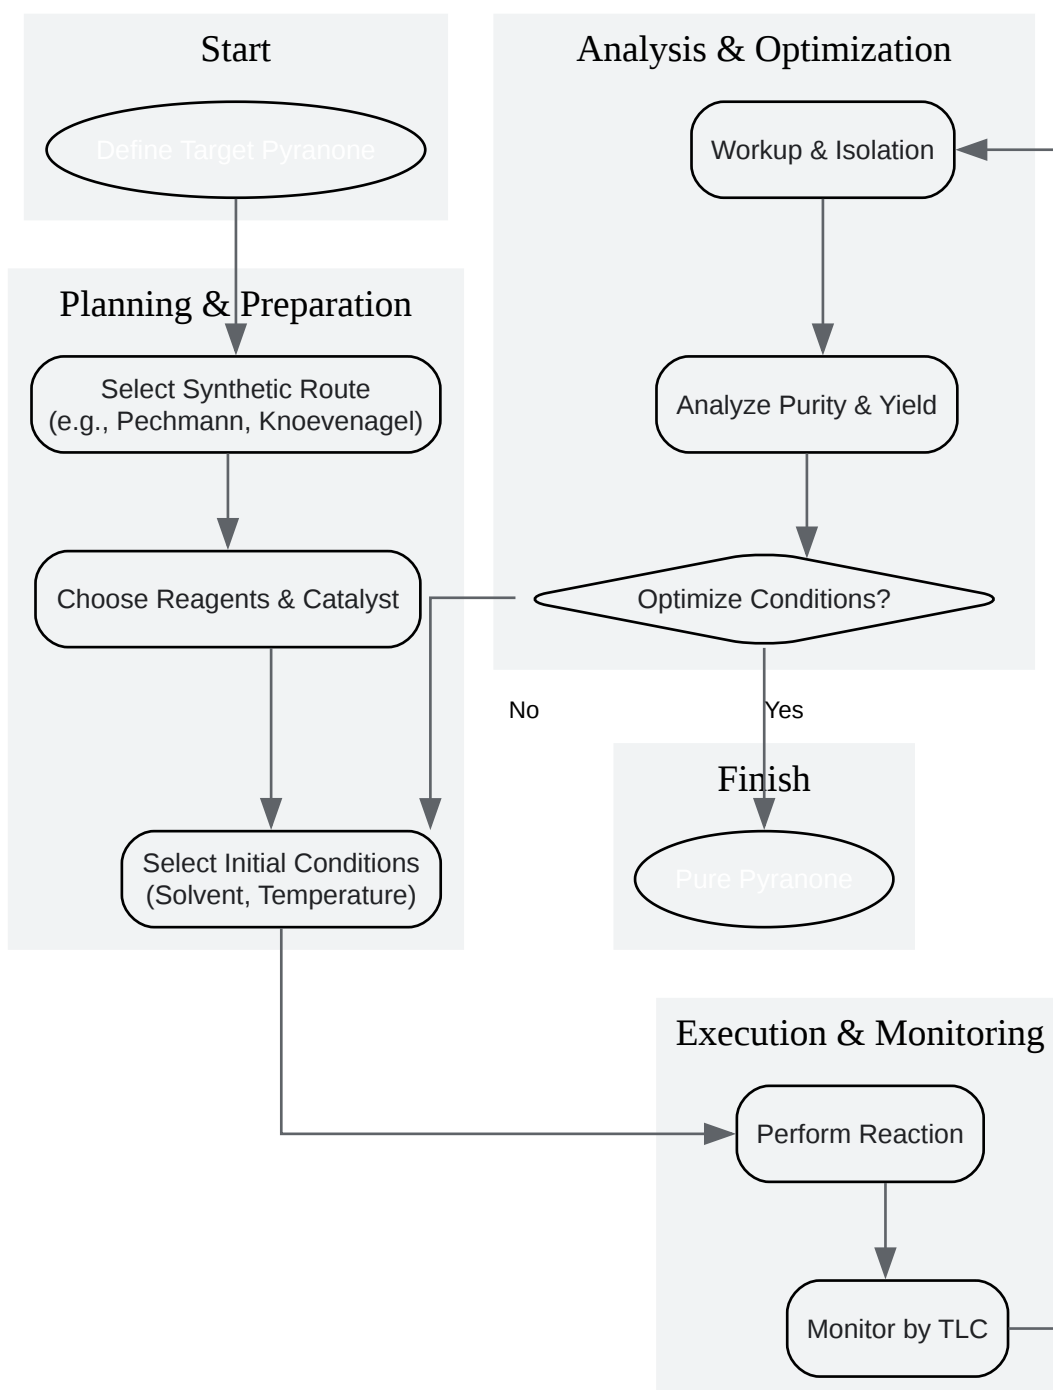 Start
Define Target Pyranone
Planning & Preparation
Select Synthetic Route
(e.g., Pechmann, Knoevenagel)
Choose Reagents & Catalyst
Select Initial Conditions
(Solvent, Temperature)
Analysis & Optimization
Workup & Isolation
Analyze Purity & Yield
Optimize Conditions?
No
Yes
Finish
Pure Pyranone
Execution & Monitoring
Perform Reaction
Monitor by TLC